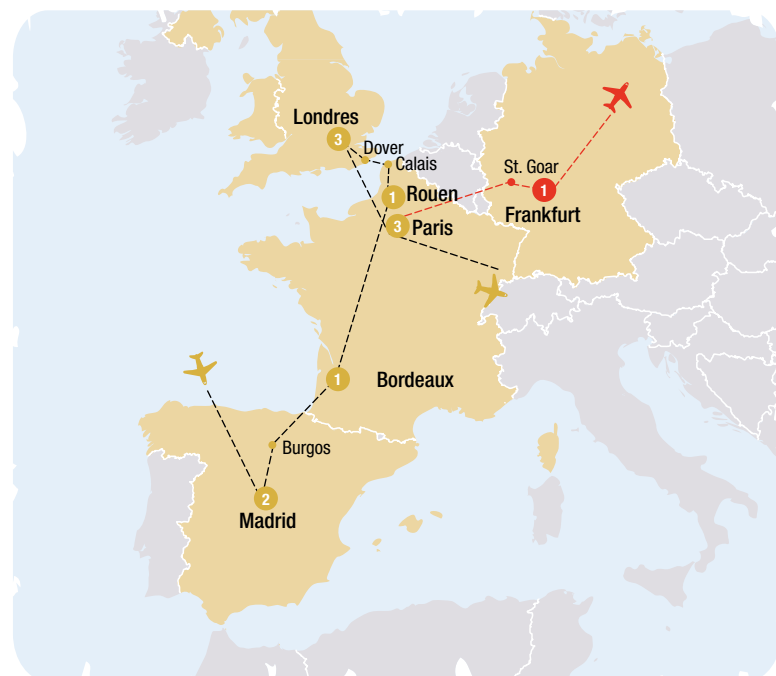 Londres
3
Dover
Calais
St. Goar
1
Rouen
1
Frankfurt
3
Paris
1
Bordeaux
Burgos
2
Madrid